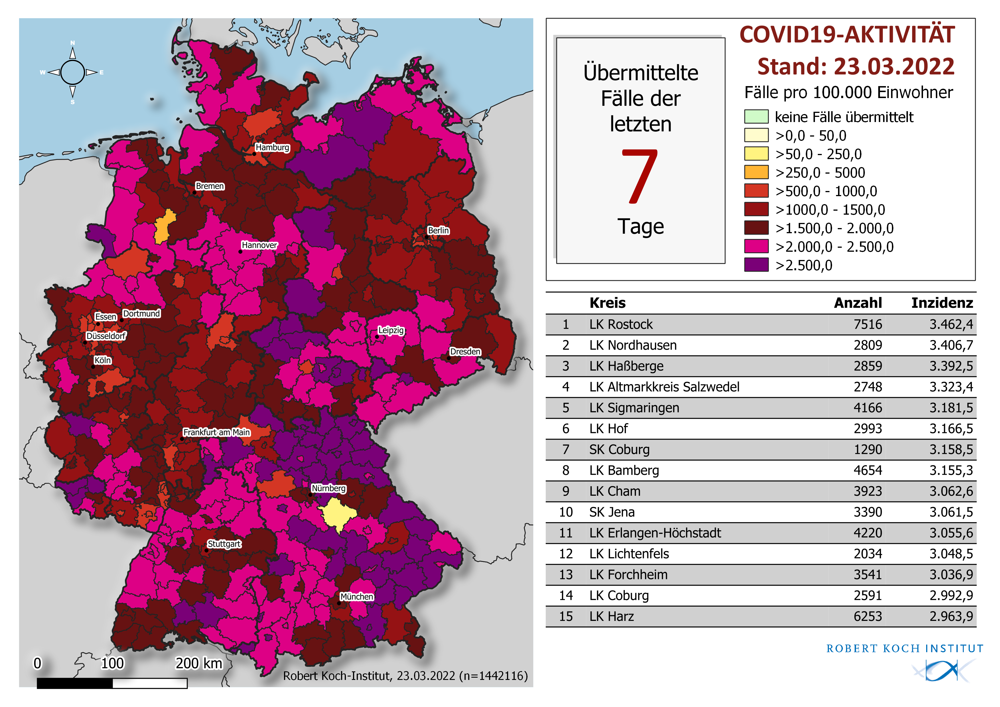 N
W
E
S
Hamburg
Bremen
Berlin
Hannover
Essen
Dortmund
Düsseldorf
Leipzig
Dresden
Köln
Frankfurt am Main
Nürnberg
Stuttgart
München
0 100 200 km
Robert Koch-Institut, 23.03.2022 (n=1442116)
Übermittelte
Fälle der
letzten
7
Tage
COVID19-AKTIVITÄT
Stand: 23.03.2022
Fälle pro 100.000 Einwohner
keine Fälle übermittelt
>0,0 - 50,0
>50,0 - 250,0
>250,0 - 5000
>500,0 - 1000,0
>1000,0 - 1500,0
>1.500,0 - 2.000,0
>2.000,0 - 2.500,0
>2.500,0
Kreis Anzahl Inzidenz
1 LK Rostock 7516 3.462,4
2 LK Nordhausen 2809 3.406,7
3 LK Haßberge 2859 3.392,5
4 LK Altmarkkreis Salzwedel 2748 3.323,4
5 LK Sigmaringen 4166 3.181,5
6 LK Hof 2993 3.166,5
7 SK Coburg 1290 3.158,5
8 LK Bamberg 4654 3.155,3
9 LK Cham 3923 3.062,6
10 SK Jena 3390 3.061,5
11 LK Erlangen-Höchstadt 4220 3.055,6
12 LK Lichtenfels 2034 3.048,5
13 LK Forchheim 3541 3.036,9
14 LK Coburg 2591 2.992,9
15 LK Harz 6253 2.963,9
ROBERT KOCH INSTITUT